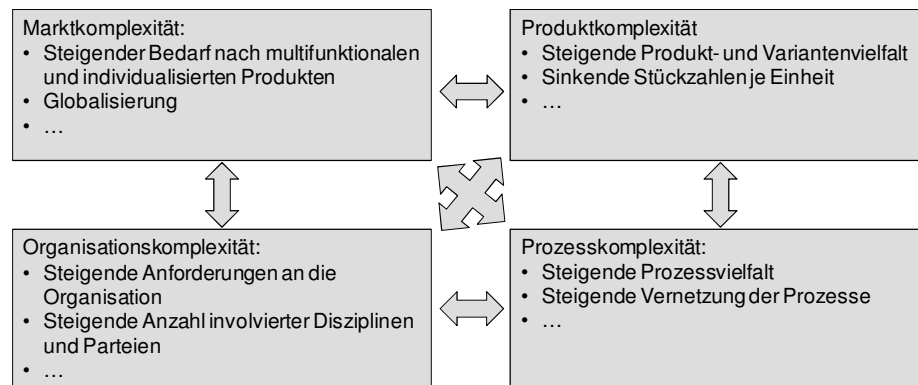 Marktkomplexität:
• Steigender Bedarf nach multifunktionalen
und individualisierten Produkten
• Globalisierung
• …
Produktkomplexität
• Steigende Produkt- und Variantenvielfalt
• Sinkende Stückzahlen je Einheit
• …
Organisationskomplexität:
• Steigende Anforderungen an die
Organisation
• Steigende Anzahl involvierter Disziplinen
und Parteien
• …
Prozesskomplexität:
• Steigende Prozessvielfalt
• Steigende Vernetzung der Prozesse
• …